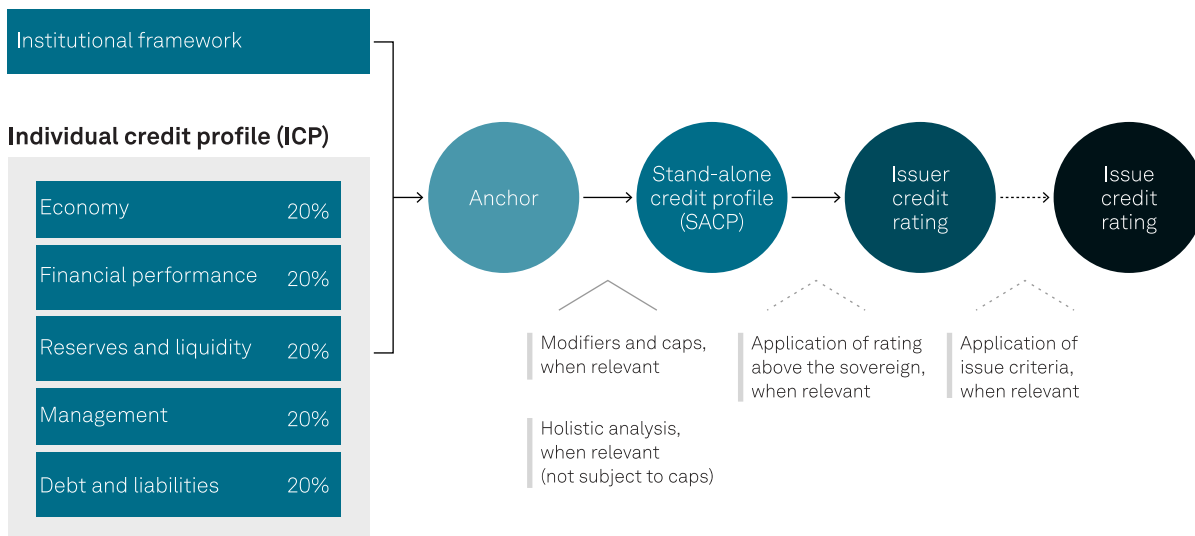 Institutional framework
Individual credit profile (ICP)
Economy 20%
Financial performance 20%
Reserves and liquidity 20%
Management 20%
Debt and liabilities 20%
Anchor
Stand-alone
credit profile
(SACP)
Issuer
credit
rating
Issue
credit
rating
Modifiers and caps,
when relevant
Holistic analysis,
when relevant
(not subject to caps)
Application of rating
above the sovereign,
when relevant
Application of
issue criteria,
when relevant